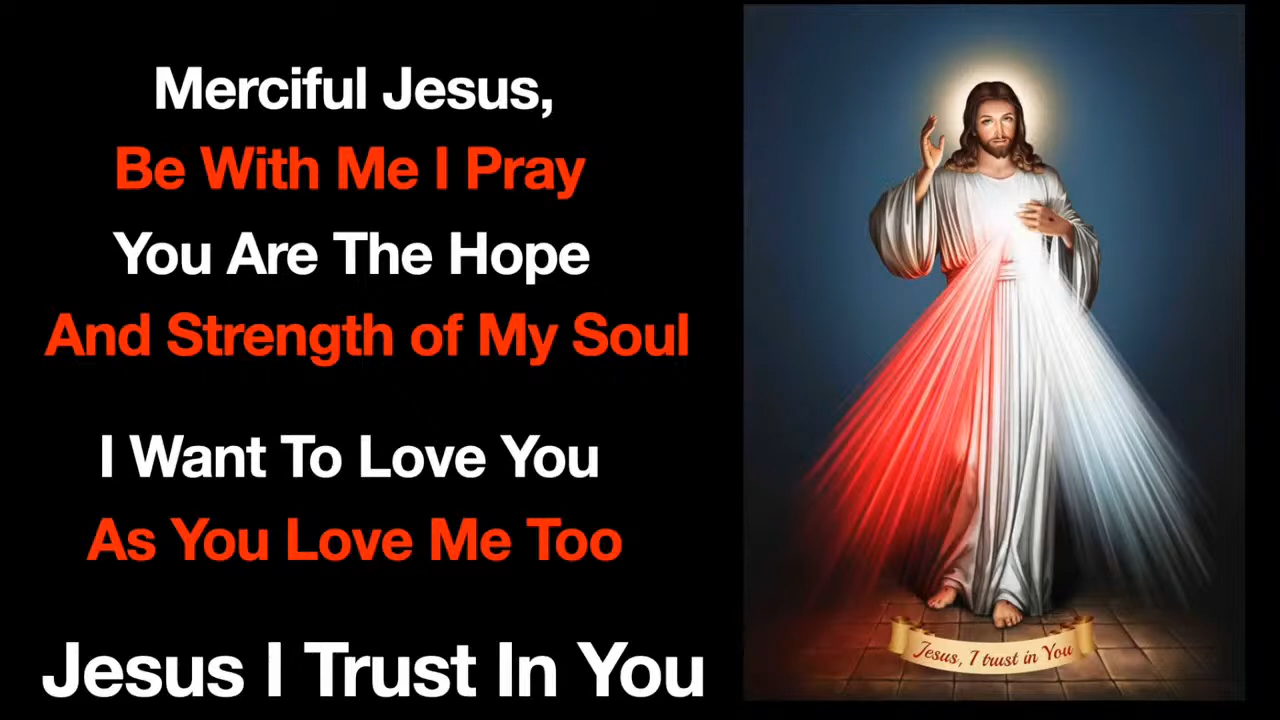 Merciful Jesus,
Be With Me I Pray
You Are The Hope
And Strength of My Soul
I Want To Love You
As You Love Me Too
Jesus I Trust In You
Jesus, I trust in You